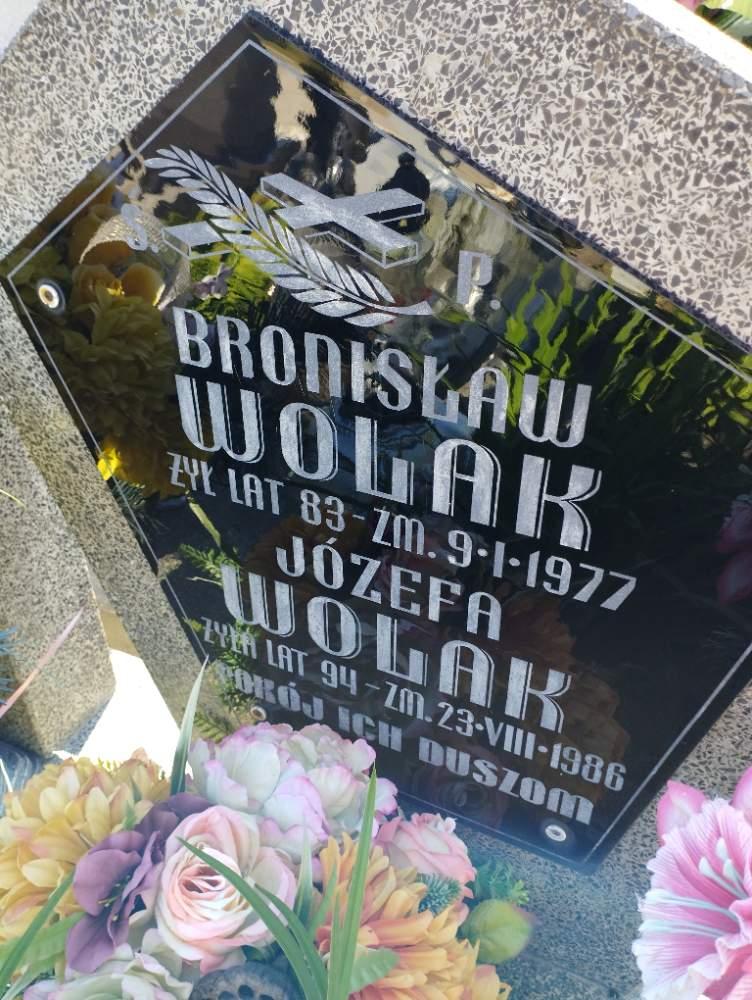 Ś. P.
BRONISŁAW
WOLAK
ŻYŁ LAT 83 - ZM. 9·I·1977
JÓZEFA
WOLAK
ŻYŁA LAT 94 - ZM. 23·VIII·1986
POKÓJ ICH DUSZOM